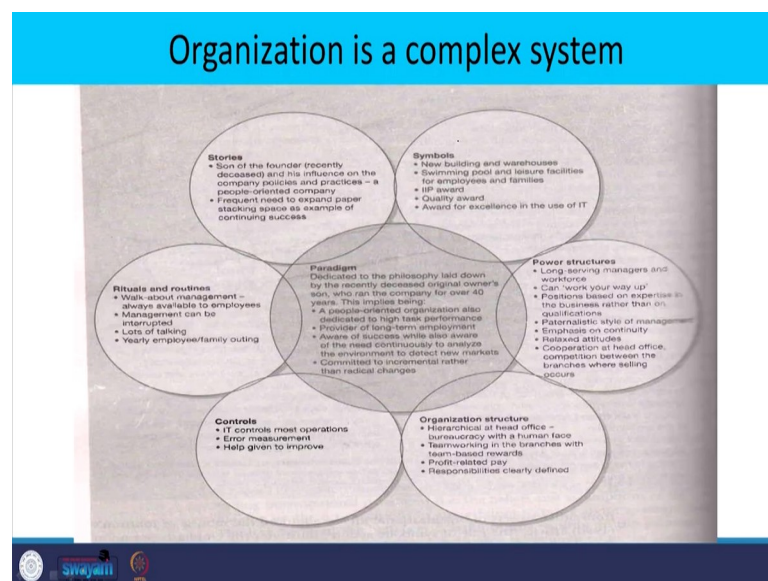 Organization is a complex system
Stories
• Son of the founder (recently
deceased) and his influence on the
company policies and practices – a
people-oriented company
• Frequent need to expand paper
stacking space as example of
continuing success
Symbols
• New building and warehouses
• Swimming pool and leisure facilities
for employees and families
• IIP award
• Quality award
• Award for excellence in the use of IT
Rituals and routines
• Walk-about management –
always available to employees
• Management can be
interrupted
• Lots of talking
• Yearly employee/family outing
Paradigm
Dedicated to the philosophy laid down
by the recently deceased original owner's
son, who ran the company for over 40
years. This implies being:
• A people-oriented organization also
dedicated to high task performance
• Provider of long-term employment
• Aware of success while also aware
of the need continuously to analyze
the environment to detect new markets
• Committed to incremental rather
than radical changes
Power structures
• Long-serving managers and
workforce
• Can 'work your way up'
• Positions based on expertise in
the business rather than on
qualifications
• Paternalistic style of management
• Emphasis on continuity
• Relaxed attitudes
• Cooperation at head office,
competition between the
branches where selling
occurs
Controls
• IT controls most operations
• Error measurement
• Help given to improve
Organization structure
• Hierarchical at head office –
bureaucracy with a human face
• Teamworking in the branches with
team-based rewards
• Profit-related pay
• Responsibilities clearly defined
swayam